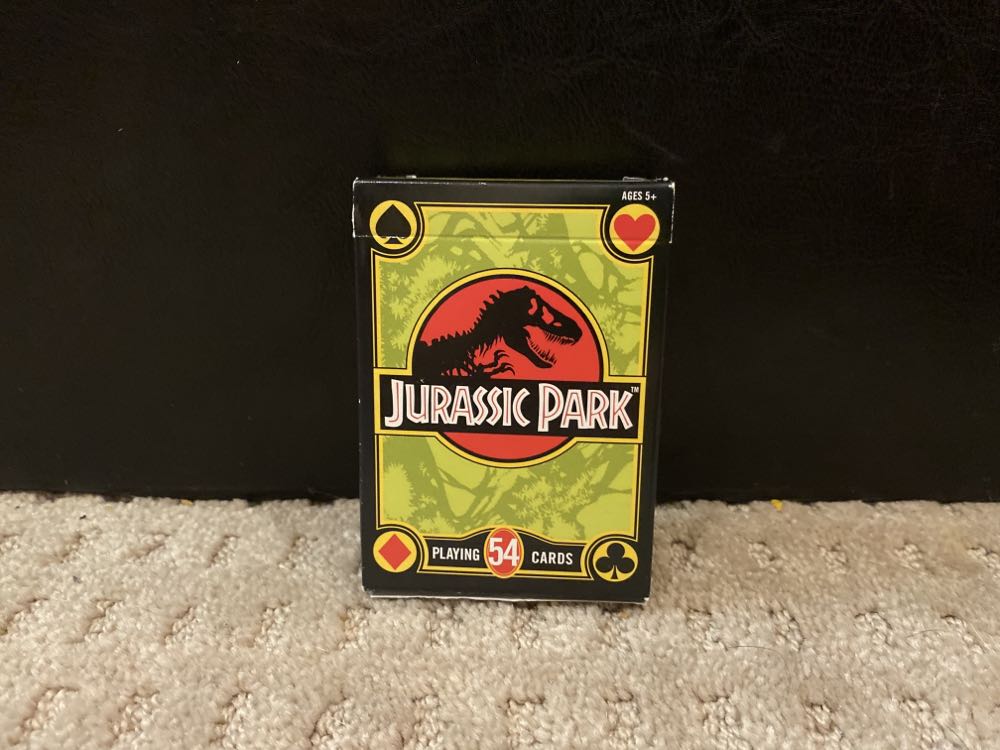 AGES 5+
JURASSIC PARK™
PLAYING 54 CARDS